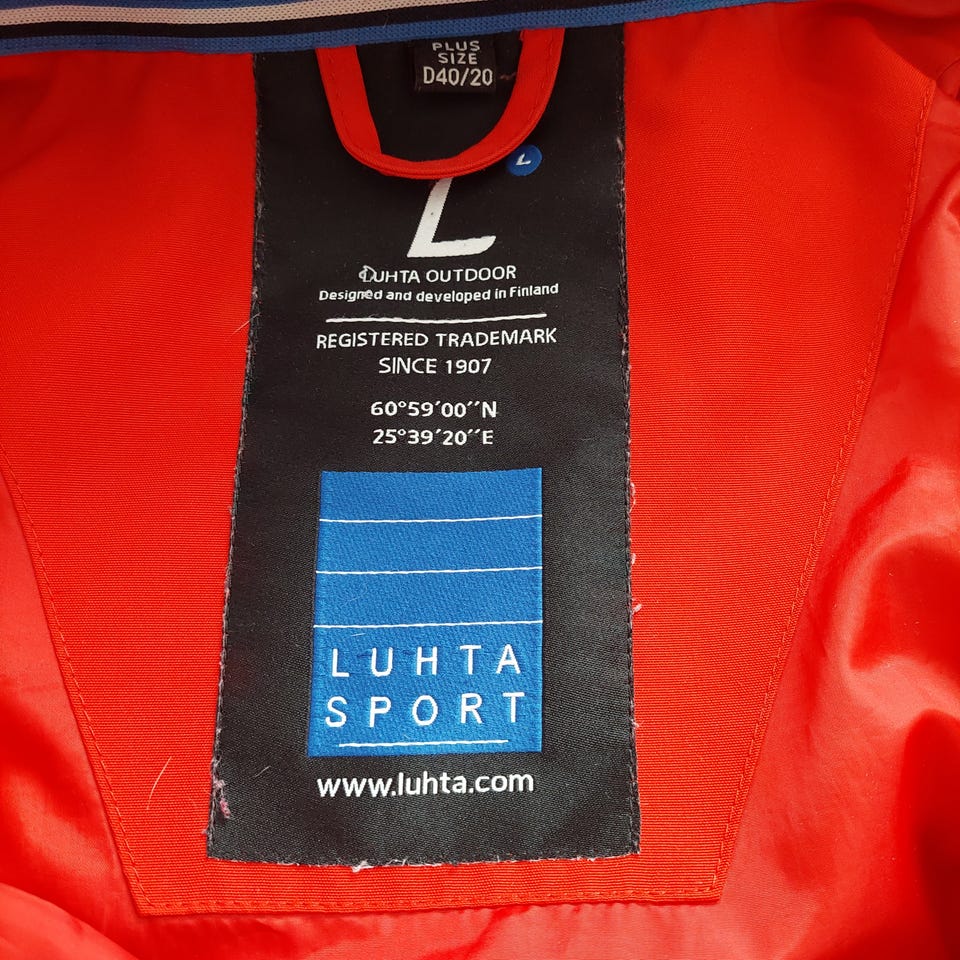 PLUS
SIZE
D40/20
L
L
LUHTA OUTDOOR
Designed and developed in Finland
REGISTERED TRADEMARK
SINCE 1907
60°59′00′′N
25°39′20′′E
LUHTA
SPORT
www.luhta.com